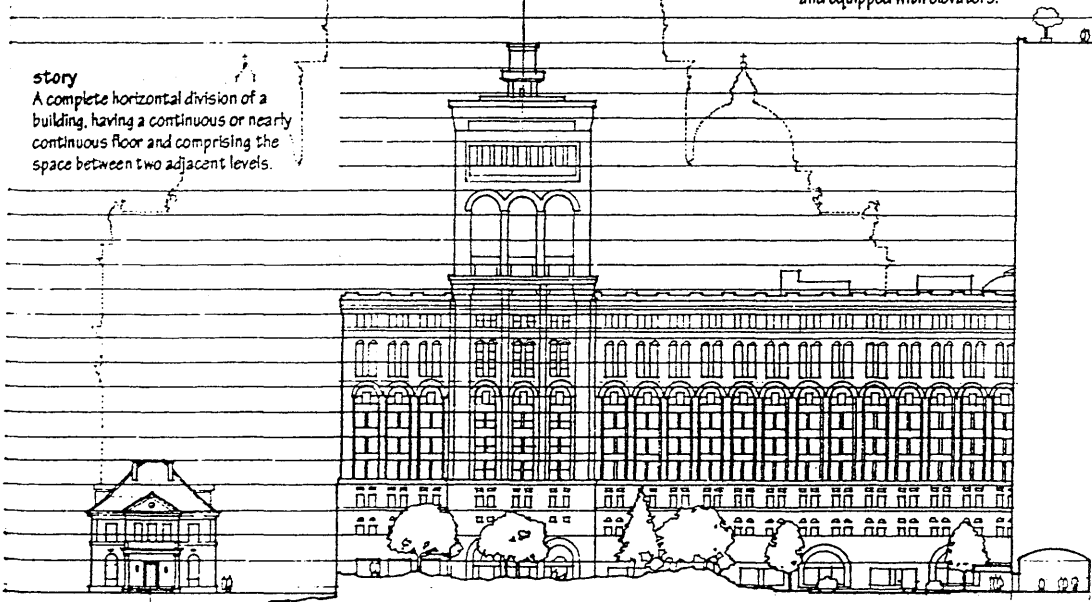 and equipped with elevators.
story
A complete horizontal division of a
building, having a continuous or nearly
continuous floor and comprising the
space between two adjacent levels.